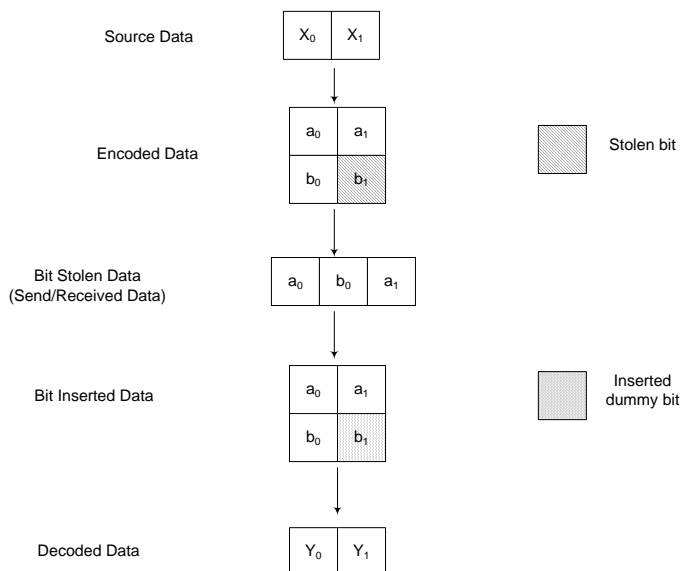 Source Data
X₀ X₁
Encoded Data
a₀ a₁
b₀ b₁
Stolen bit
Bit Stolen Data
(Send/Received Data)
a₀ b₀ a₁
Bit Inserted Data
a₀ a₁
b₀ b₁
Inserted
dummy bit
Decoded Data
Y₀ Y₁